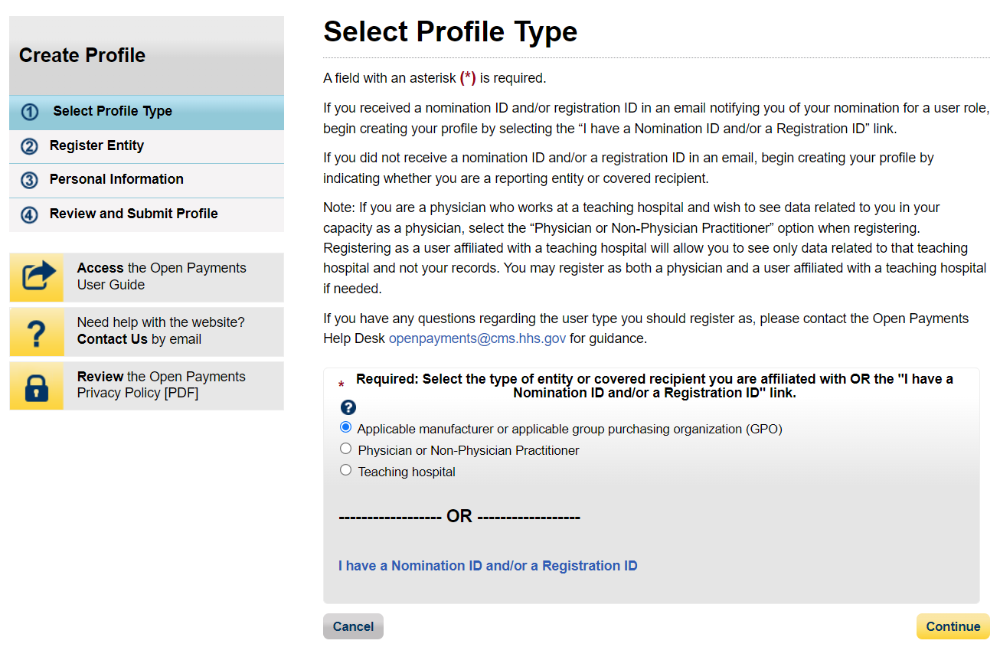 Create Profile
1 Select Profile Type
2 Register Entity
3 Personal Information
4 Review and Submit Profile
Access the Open Payments
User Guide
? Need help with the website?
Contact Us by email
Review the Open Payments
Privacy Policy [PDF]
Select Profile Type
A field with an asterisk (*) is required.
If you received a nomination ID and/or registration ID in an email notifying you of your nomination for a user role,
begin creating your profile by selecting the “I have a Nomination ID and/or a Registration ID” link.
If you did not receive a nomination ID and/or a registration ID in an email, begin creating your profile by
indicating whether you are a reporting entity or covered recipient.
Note: If you are a physician who works at a teaching hospital and wish to see data related to you in your
capacity as a physician, select the “Physician or Non-Physician Practitioner” option when registering.
Registering as a user affiliated with a teaching hospital will allow you to see only data related to that teaching
hospital and not your records. You may register as both a physician and a user affiliated with a teaching hospital
if needed.
If you have any questions regarding the user type you should register as, please contact the Open Payments
Help Desk openpayments@cms.hhs.gov for guidance.
* Required: Select the type of entity or covered recipient you are affiliated with OR the "I have a
Nomination ID and/or a Registration ID" link.
?
Applicable manufacturer or applicable group purchasing organization (GPO)
Physician or Non-Physician Practitioner
Teaching hospital
------------------ OR ------------------
I have a Nomination ID and/or a Registration ID
Cancel
Continue